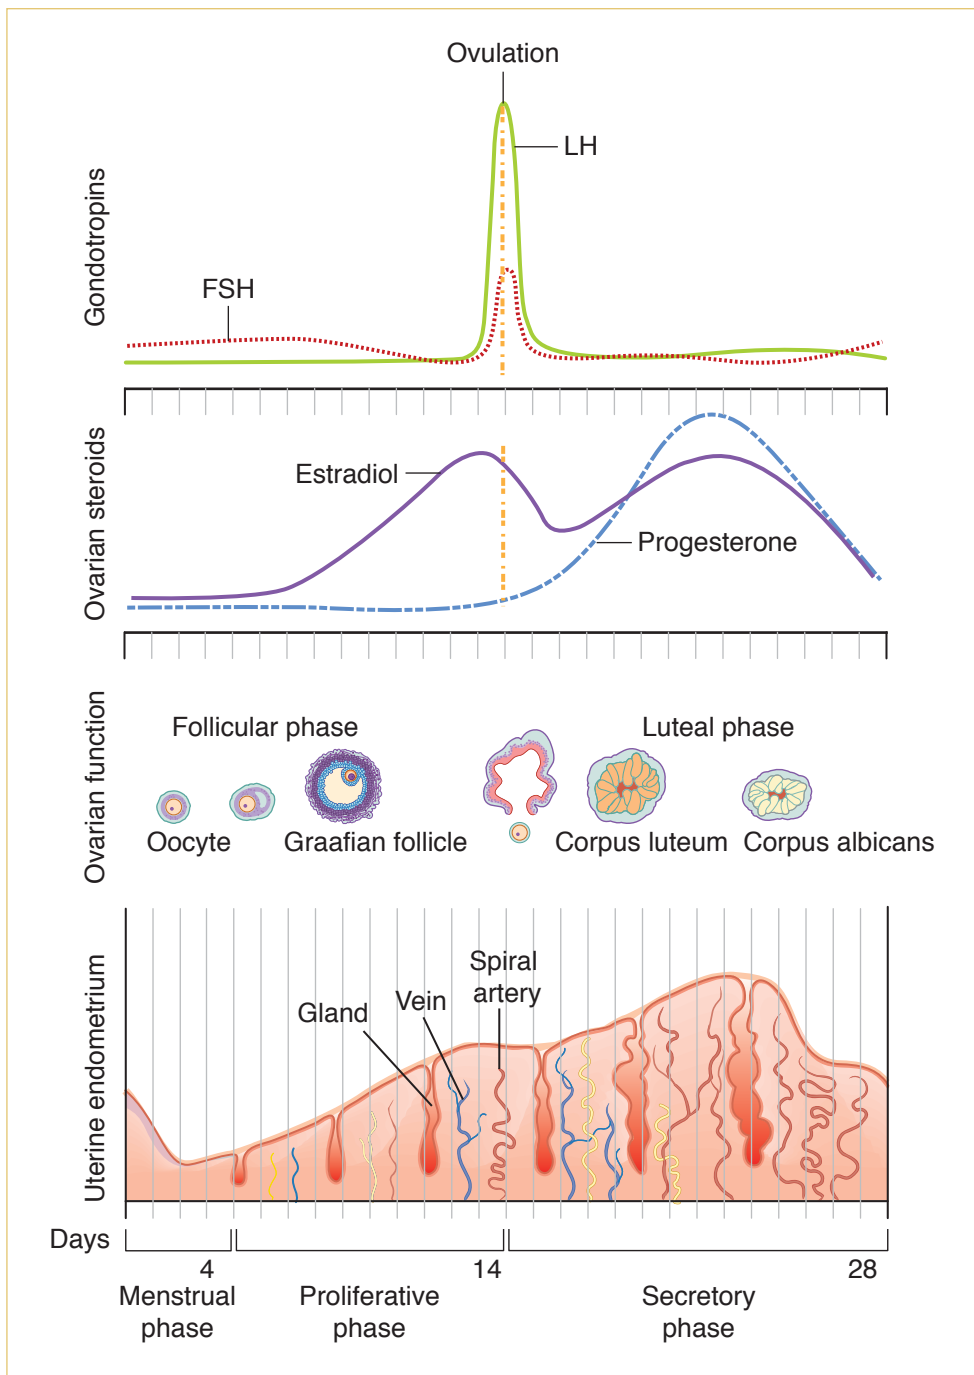 Ovulation
LH
FSH
Gondotropins
Estradiol
Progesterone
Ovarian steroids
Follicular phase
Luteal phase
Oocyte
Graafian follicle
Corpus luteum
Corpus albicans
Ovarian function
Spiral
artery
Vein
Gland
Uterine endometrium
Days
4
14
28
Menstrual
phase
Proliferative
phase
Secretory
phase